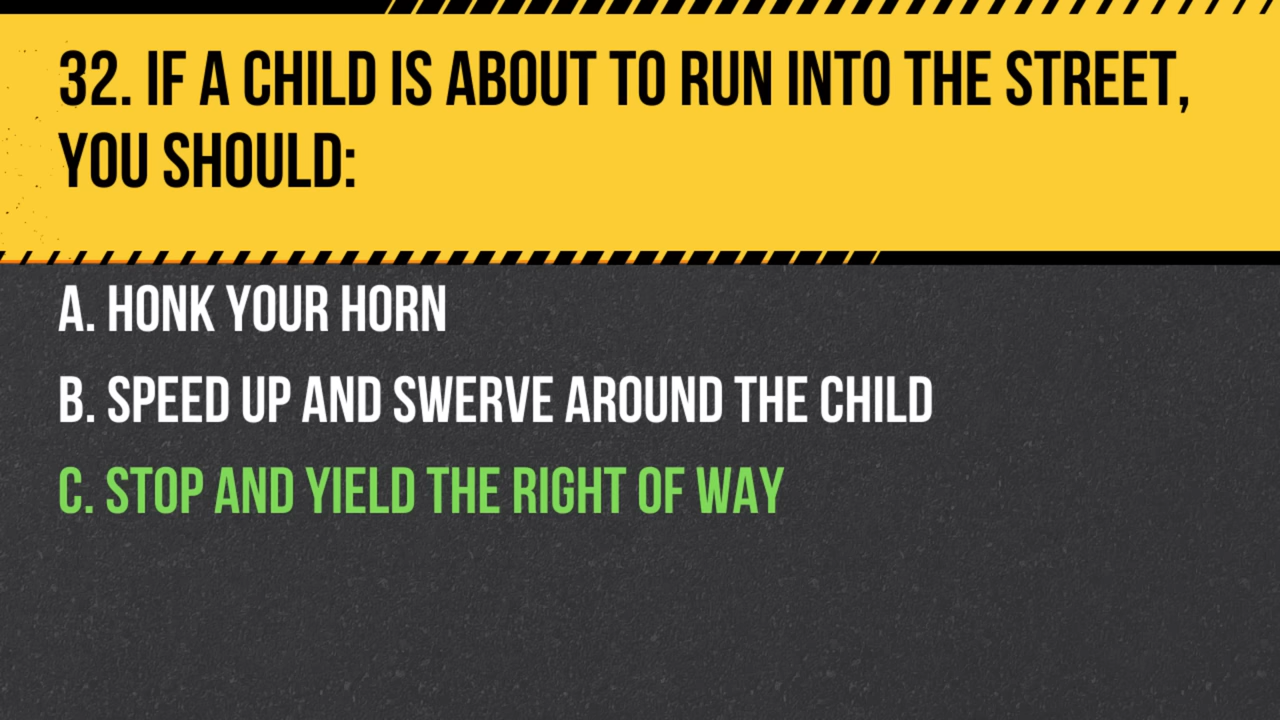 32. IF A CHILD IS ABOUT TO RUN INTO THE STREET,
YOU SHOULD:
A. HONK YOUR HORN
B. SPEED UP AND SWERVE AROUND THE CHILD
C. STOP AND YIELD THE RIGHT OF WAY